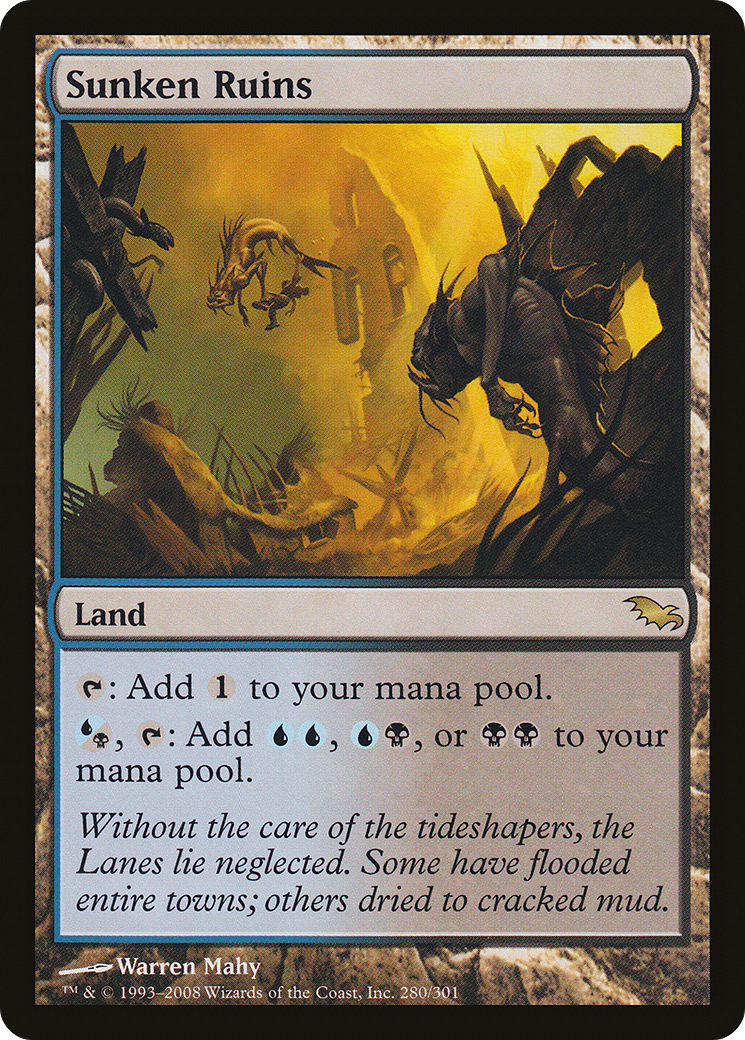 Sunken Ruins
Land
: Add 1 to your mana pool.
, : Add , , or to your
mana pool.
Without the care of the tideshapers, the
Lanes lie neglected. Some have flooded
entire towns; others dried to cracked mud.
Warren Mahy
™ & © 1993–2008 Wizards of the Coast, Inc. 280/301